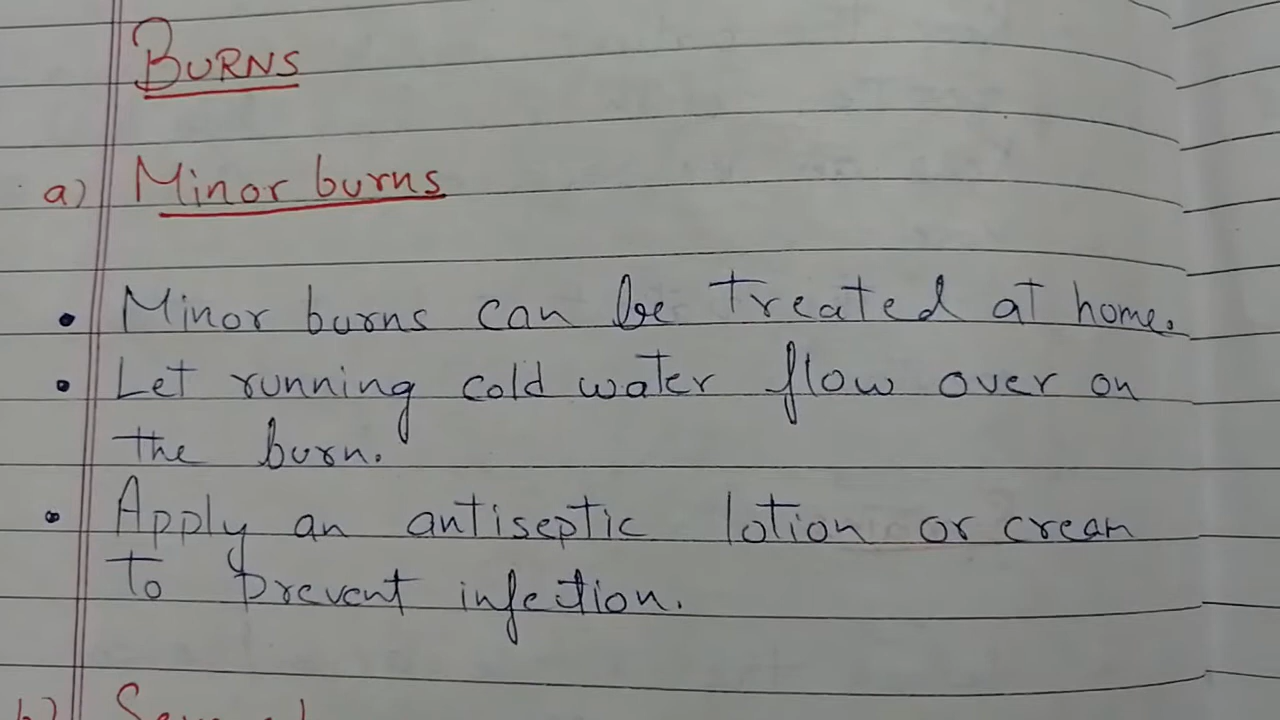 BURNS
a) Minor burns
• Minor burns can be treated at home.
• Let running cold water flow over on
the burn.
• Apply an antiseptic lotion or cream
to prevent infection.
b)